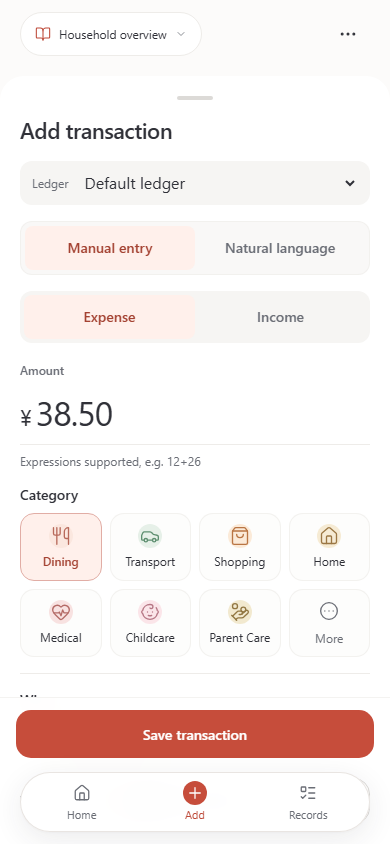 Household overview
Add transaction
Ledger Default ledger
Manual entry Natural language
Expense Income
Amount
¥ 38.50
Expressions supported, e.g. 12+26
Category
Dining Transport Shopping Home
Medical Childcare Parent Care More
Save transaction
Home Add Records